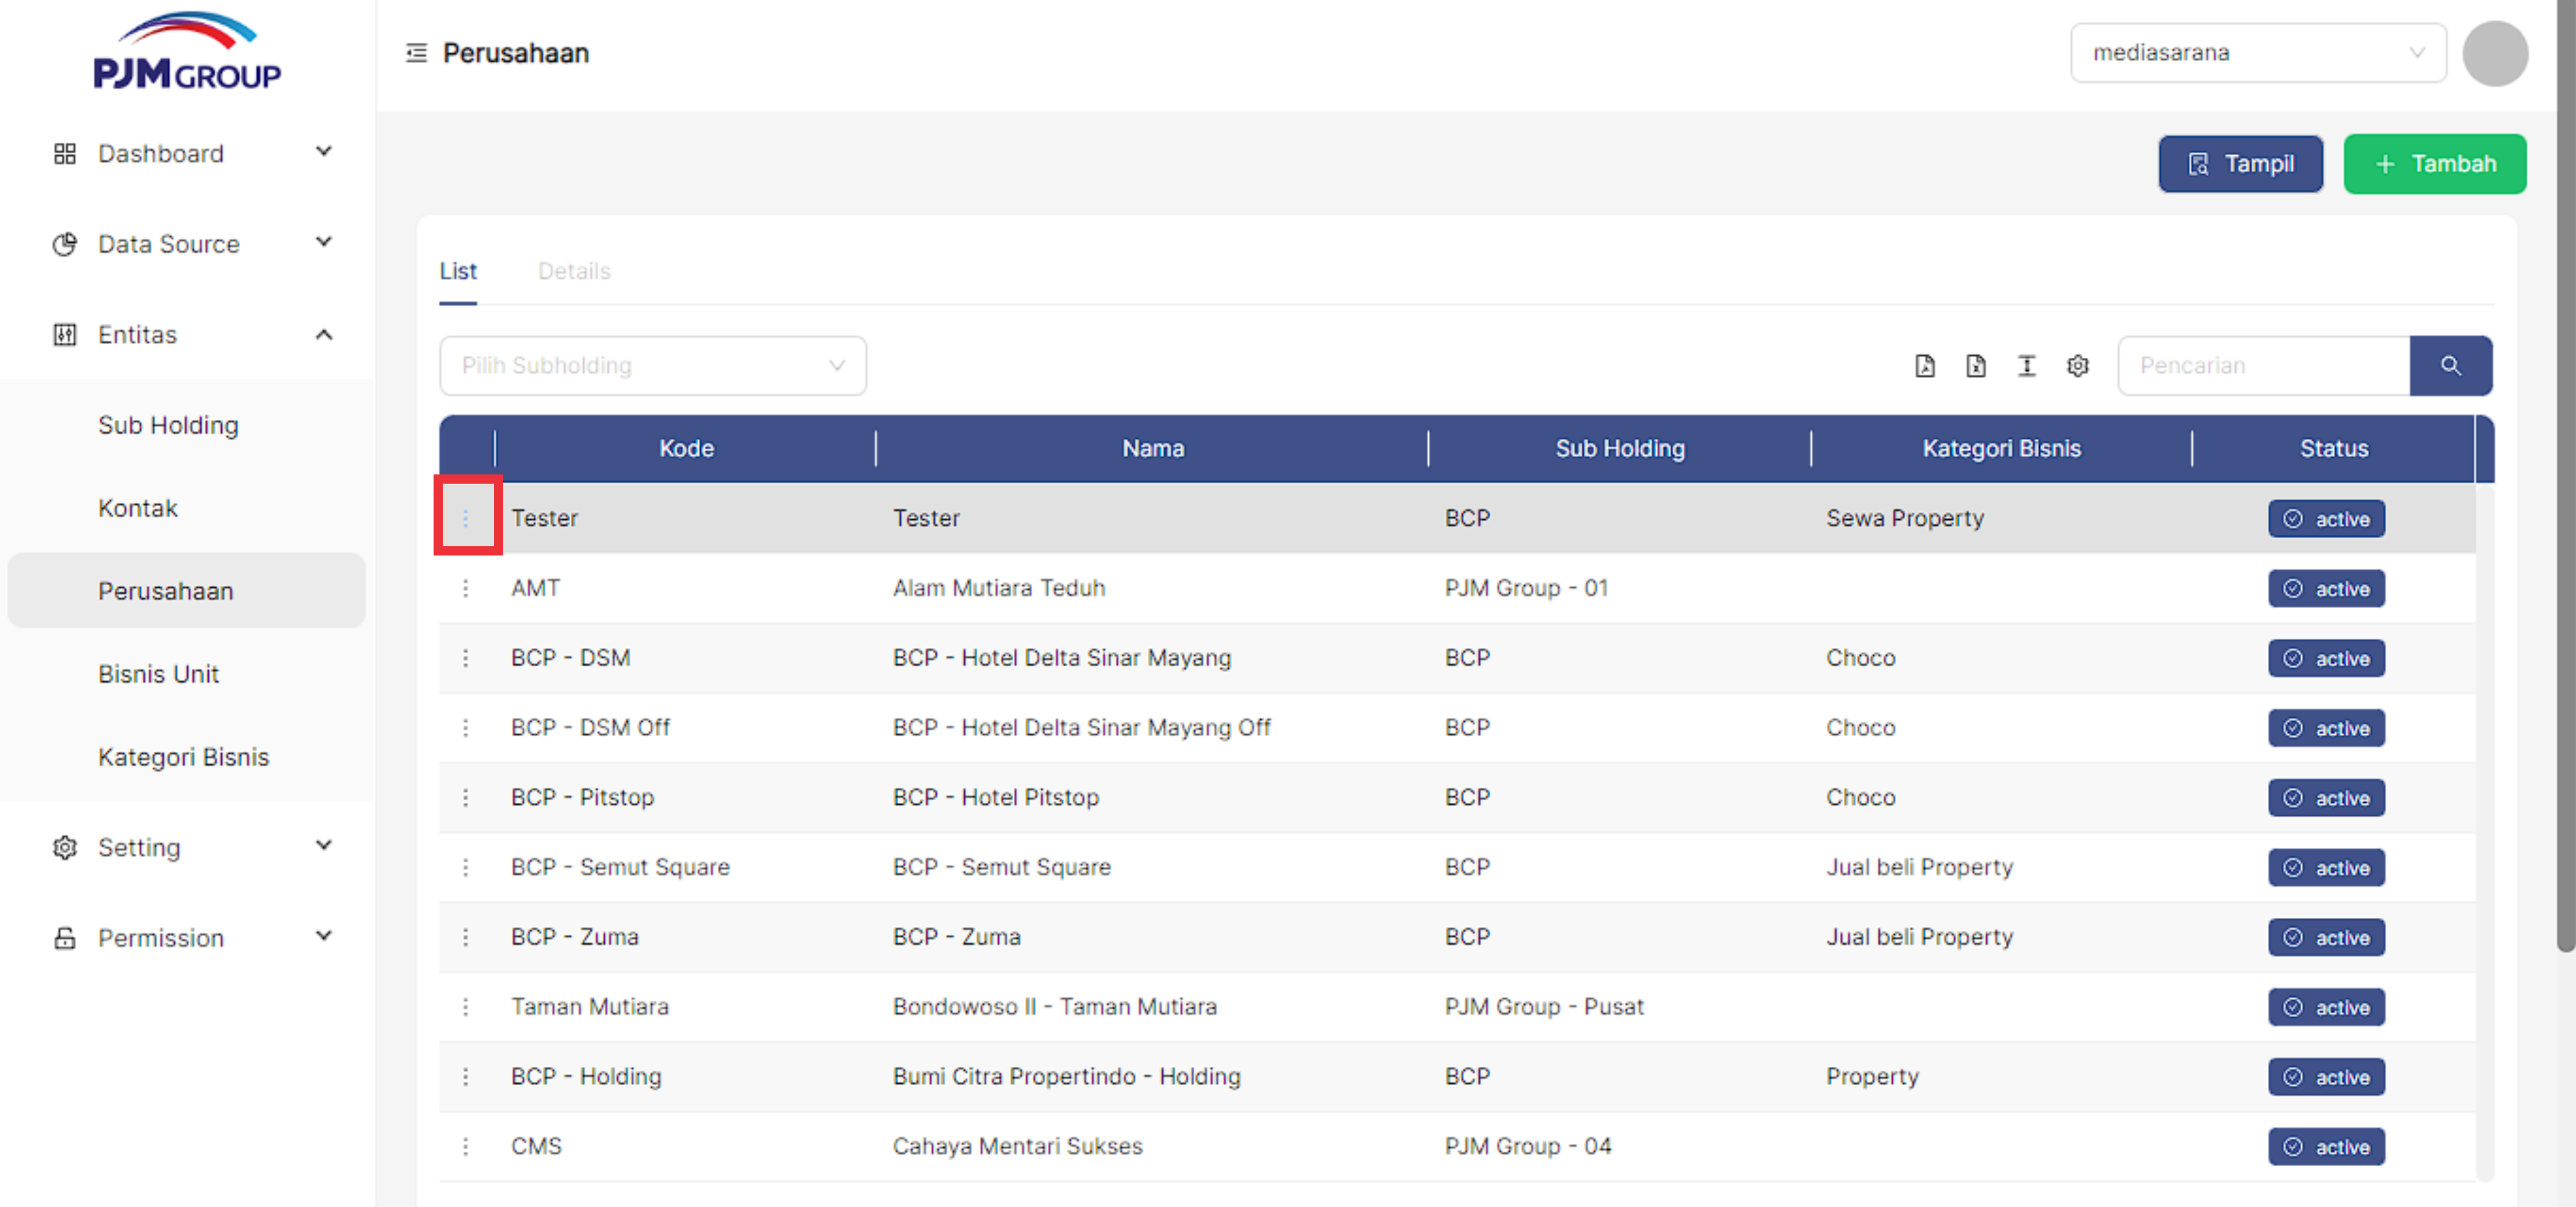 PJM GROUP
Perusahaan
mediasarana
Dashboard
Data Source
Entitas
Sub Holding
Kontak
Perusahaan
Bisnis Unit
Kategori Bisnis
Setting
Permission
Tampil
+ Tambah
List Details
Pilih Subholding
Pencarian
Kode Nama Sub Holding Kategori Bisnis Status
Tester Tester BCP Sewa Property active
AMT Alam Mutiara Teduh PJM Group - 01 active
BCP - DSM BCP - Hotel Delta Sinar Mayang BCP Choco active
BCP - DSM Off BCP - Hotel Delta Sinar Mayang Off BCP Choco active
BCP - Pitstop BCP - Hotel Pitstop BCP Choco active
BCP - Semut Square BCP - Semut Square BCP Jual beli Property active
BCP - Zuma BCP - Zuma BCP Jual beli Property active
Taman Mutiara Bondowoso II - Taman Mutiara PJM Group - Pusat active
BCP - Holding Bumi Citra Propertindo - Holding BCP Property active
CMS Cahaya Mentari Sukses PJM Group - 04 active